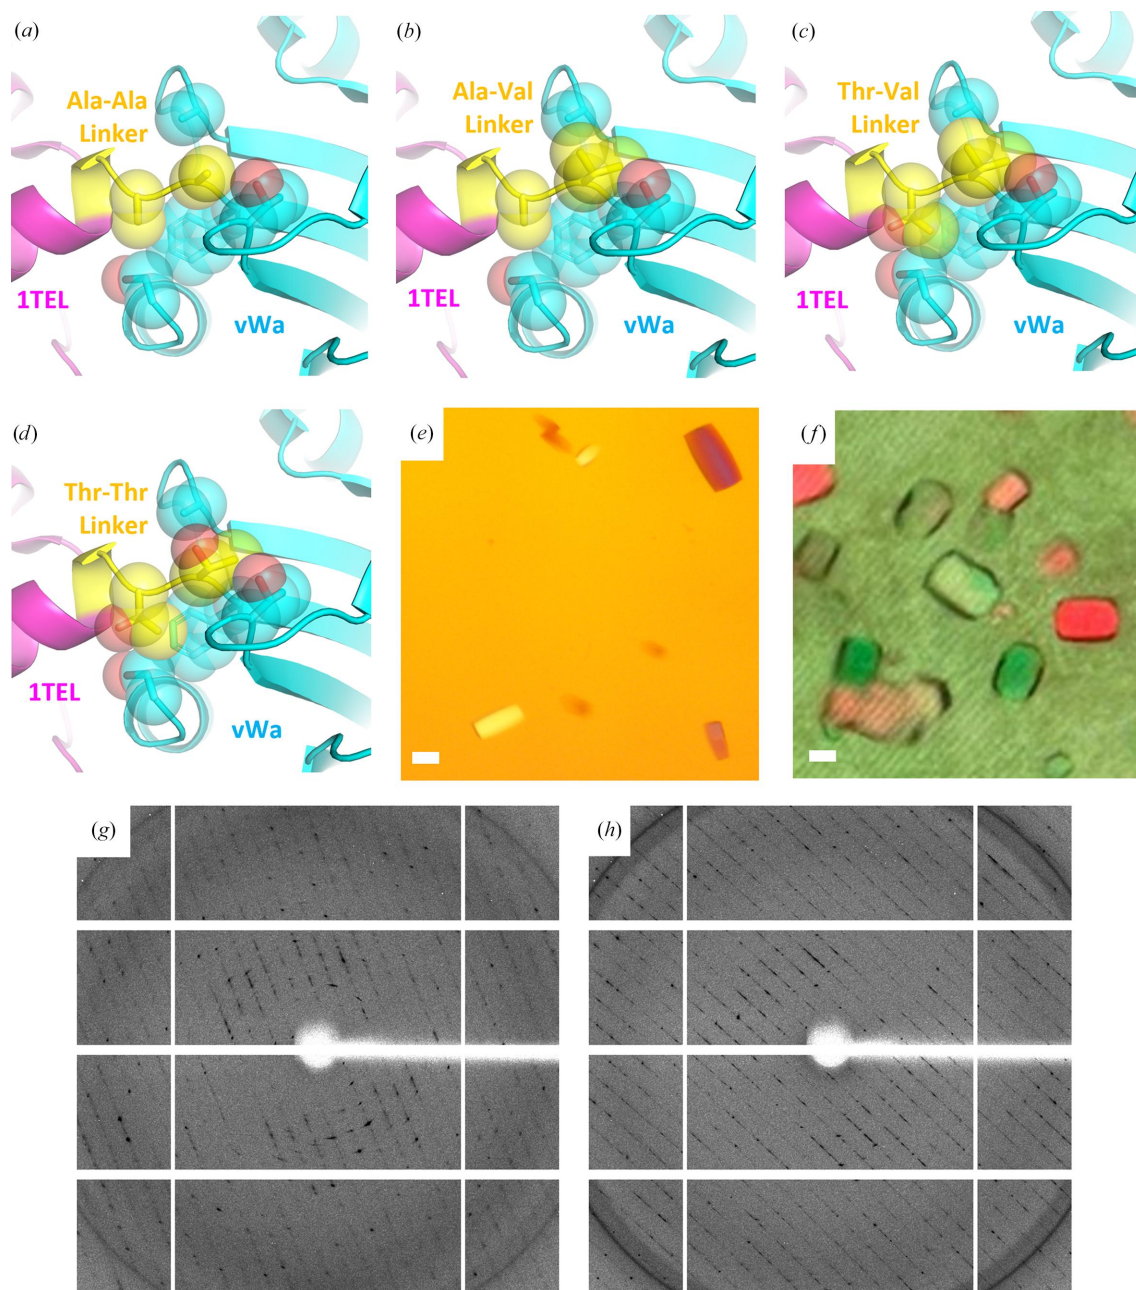 (a)
Ala-Ala
Linker
1TEL
vWa
(b)
Ala-Val
Linker
1TEL
vWa
(c)
Thr-Val
Linker
1TEL
vWa
(d)
Thr-Thr
Linker
1TEL
vWa
(e)
(f)
(g)
(h)